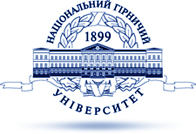 НАЦІОНАЛЬНИЙ ГІРНИЧИЙ
1899
УНІВЕРСИТЕТ